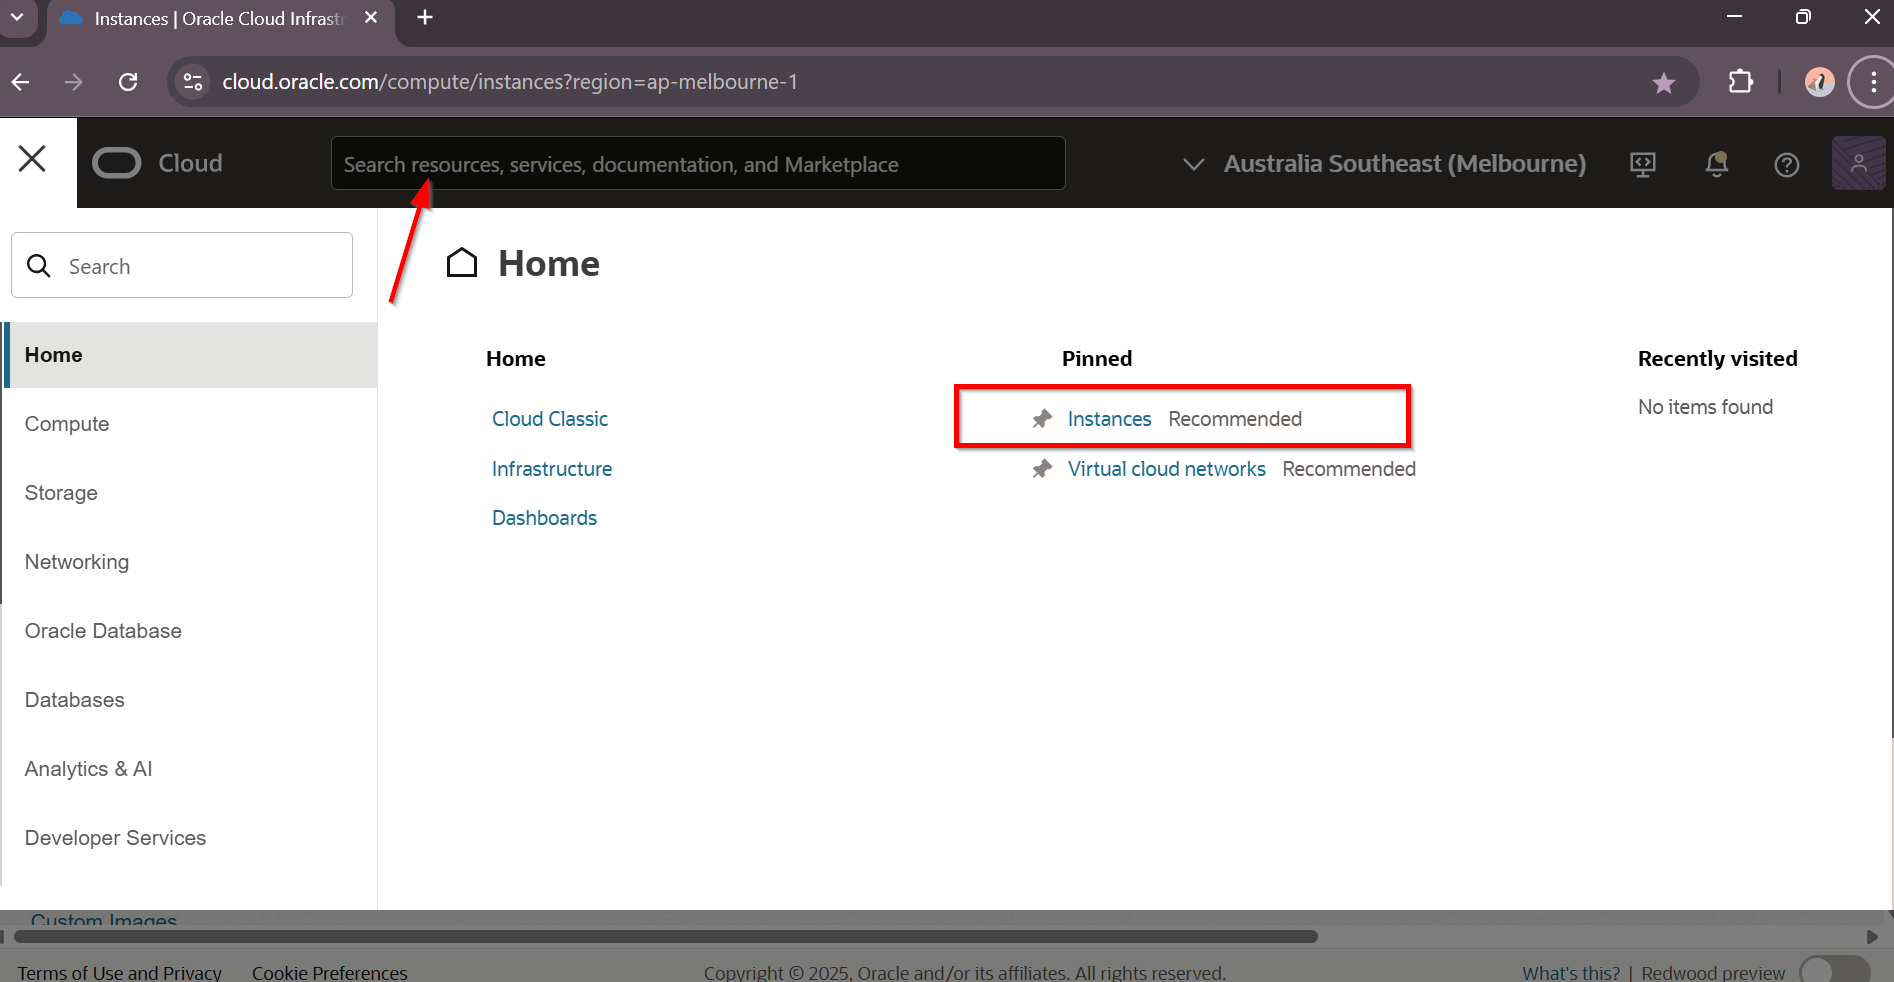 Instances | Oracle Cloud Infrastr
cloud.oracle.com/compute/instances?region=ap-melbourne-1
Cloud
Search resources, services, documentation, and Marketplace
Australia Southeast (Melbourne)
Search
Home
Compute
Storage
Networking
Oracle Database
Databases
Analytics & AI
Developer Services
Home
Home
Cloud Classic
Infrastructure
Dashboards
Pinned
Instances Recommended
Virtual cloud networks Recommended
Recently visited
No items found
Custom Images
Terms of Use and Privacy Cookie Preferences Copyright © 2025, Oracle and/or its affiliates. All rights reserved. What's this? | Redwood preview